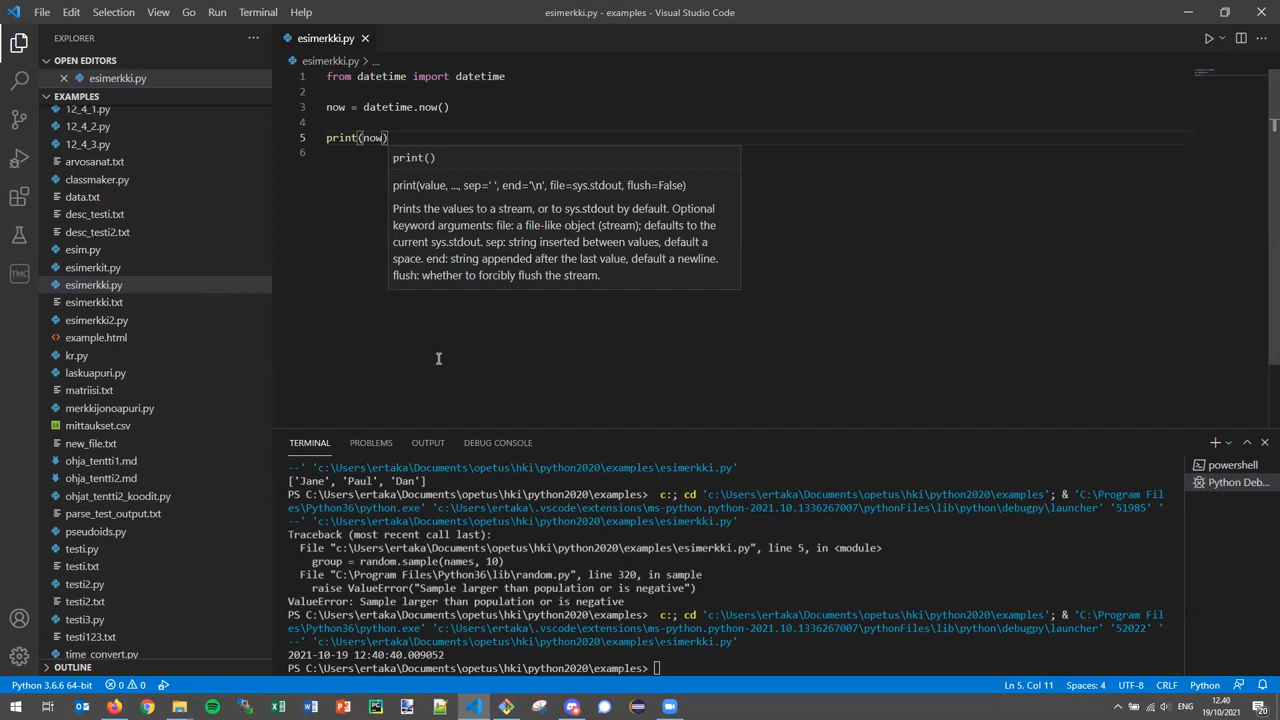 File Edit Selection View Go Run Terminal Help
esimerkki.py - examples - Visual Studio Code
EXPLORER
OPEN EDITORS
esimerkki.py
EXAMPLES
12_4_1.py
12_4_2.py
12_4_3.py
arvosanat.txt
classmaker.py
data.txt
desc_testi.txt
desc_testi2.txt
esim.py
esimerkit.py
esimerkki.py
esimerkki.txt
esimerkki2.py
example.html
kr.py
laskuapuri.py
matriisi.txt
merkkijonoapuri.py
mittaukset.csv
new_file.txt
ohja_tentti1.md
ohja_tentti2.md
ohjat_tentti2_koodit.py
parse_test_output.txt
pseudoids.py
testi.py
testi.txt
testi2.py
testi2.txt
testi3.py
testi123.txt
time_convert.py
OUTLINE
TMC
esimerkki.py
esimerkki.py > ...
1 from datetime import datetime
2
3 now = datetime.now()
4
5 print(now)
6
print()
print(value, ..., sep=' ', end='\n', file=sys.stdout, flush=False)
Prints the values to a stream, or to sys.stdout by default. Optional
keyword arguments: file: a file-like object (stream); defaults to the
current sys.stdout. sep: string inserted between values, default a
space. end: string appended after the last value, default a newline.
flush: whether to forcibly flush the stream.
TERMINAL PROBLEMS OUTPUT DEBUG CONSOLE
powershell
Python Deb...
--' 'c:\Users\ertaka\Documents\opetus\hki\python2020\examples\esimerkki.py'
['Jane', 'Paul', 'Dan']
PS C:\Users\ertaka\Documents\opetus\hki\python2020\examples> c:; cd 'c:\Users\ertaka\Documents\opetus\hki\python2020\examples'; & 'C:\Program Fil
es\Python36\python.exe' 'c:\Users\ertaka\.vscode\extensions\ms-python.python-2021.10.1336267007\pythonFiles\lib\python\debugpy\launcher' '51985' '
--' 'c:\Users\ertaka\Documents\opetus\hki\python2020\examples\esimerkki.py'
Traceback (most recent call last):
File "c:\Users\ertaka\Documents\opetus\hki\python2020\examples\esimerkki.py", line 5, in <module>
group = random.sample(names, 10)
File "C:\Program Files\Python36\lib\random.py", line 320, in sample
raise ValueError("Sample larger than population or is negative")
ValueError: Sample larger than population or is negative
PS C:\Users\ertaka\Documents\opetus\hki\python2020\examples> c:; cd 'c:\Users\ertaka\Documents\opetus\hki\python2020\examples'; & 'C:\Program Fil
es\Python36\python.exe' 'c:\Users\ertaka\.vscode\extensions\ms-python.python-2021.10.1336267007\pythonFiles\lib\python\debugpy\launcher' '52022' '
--' 'c:\Users\ertaka\Documents\opetus\hki\python2020\examples\esimerkki.py'
2021-10-19 12:40:40.009052
PS C:\Users\ertaka\Documents\opetus\hki\python2020\examples>
Python 3.6.6 64-bit 0 0 Ln 5, Col 11 Spaces: 4 UTF-8 CRLF Python
12.40
19/10/2021
20